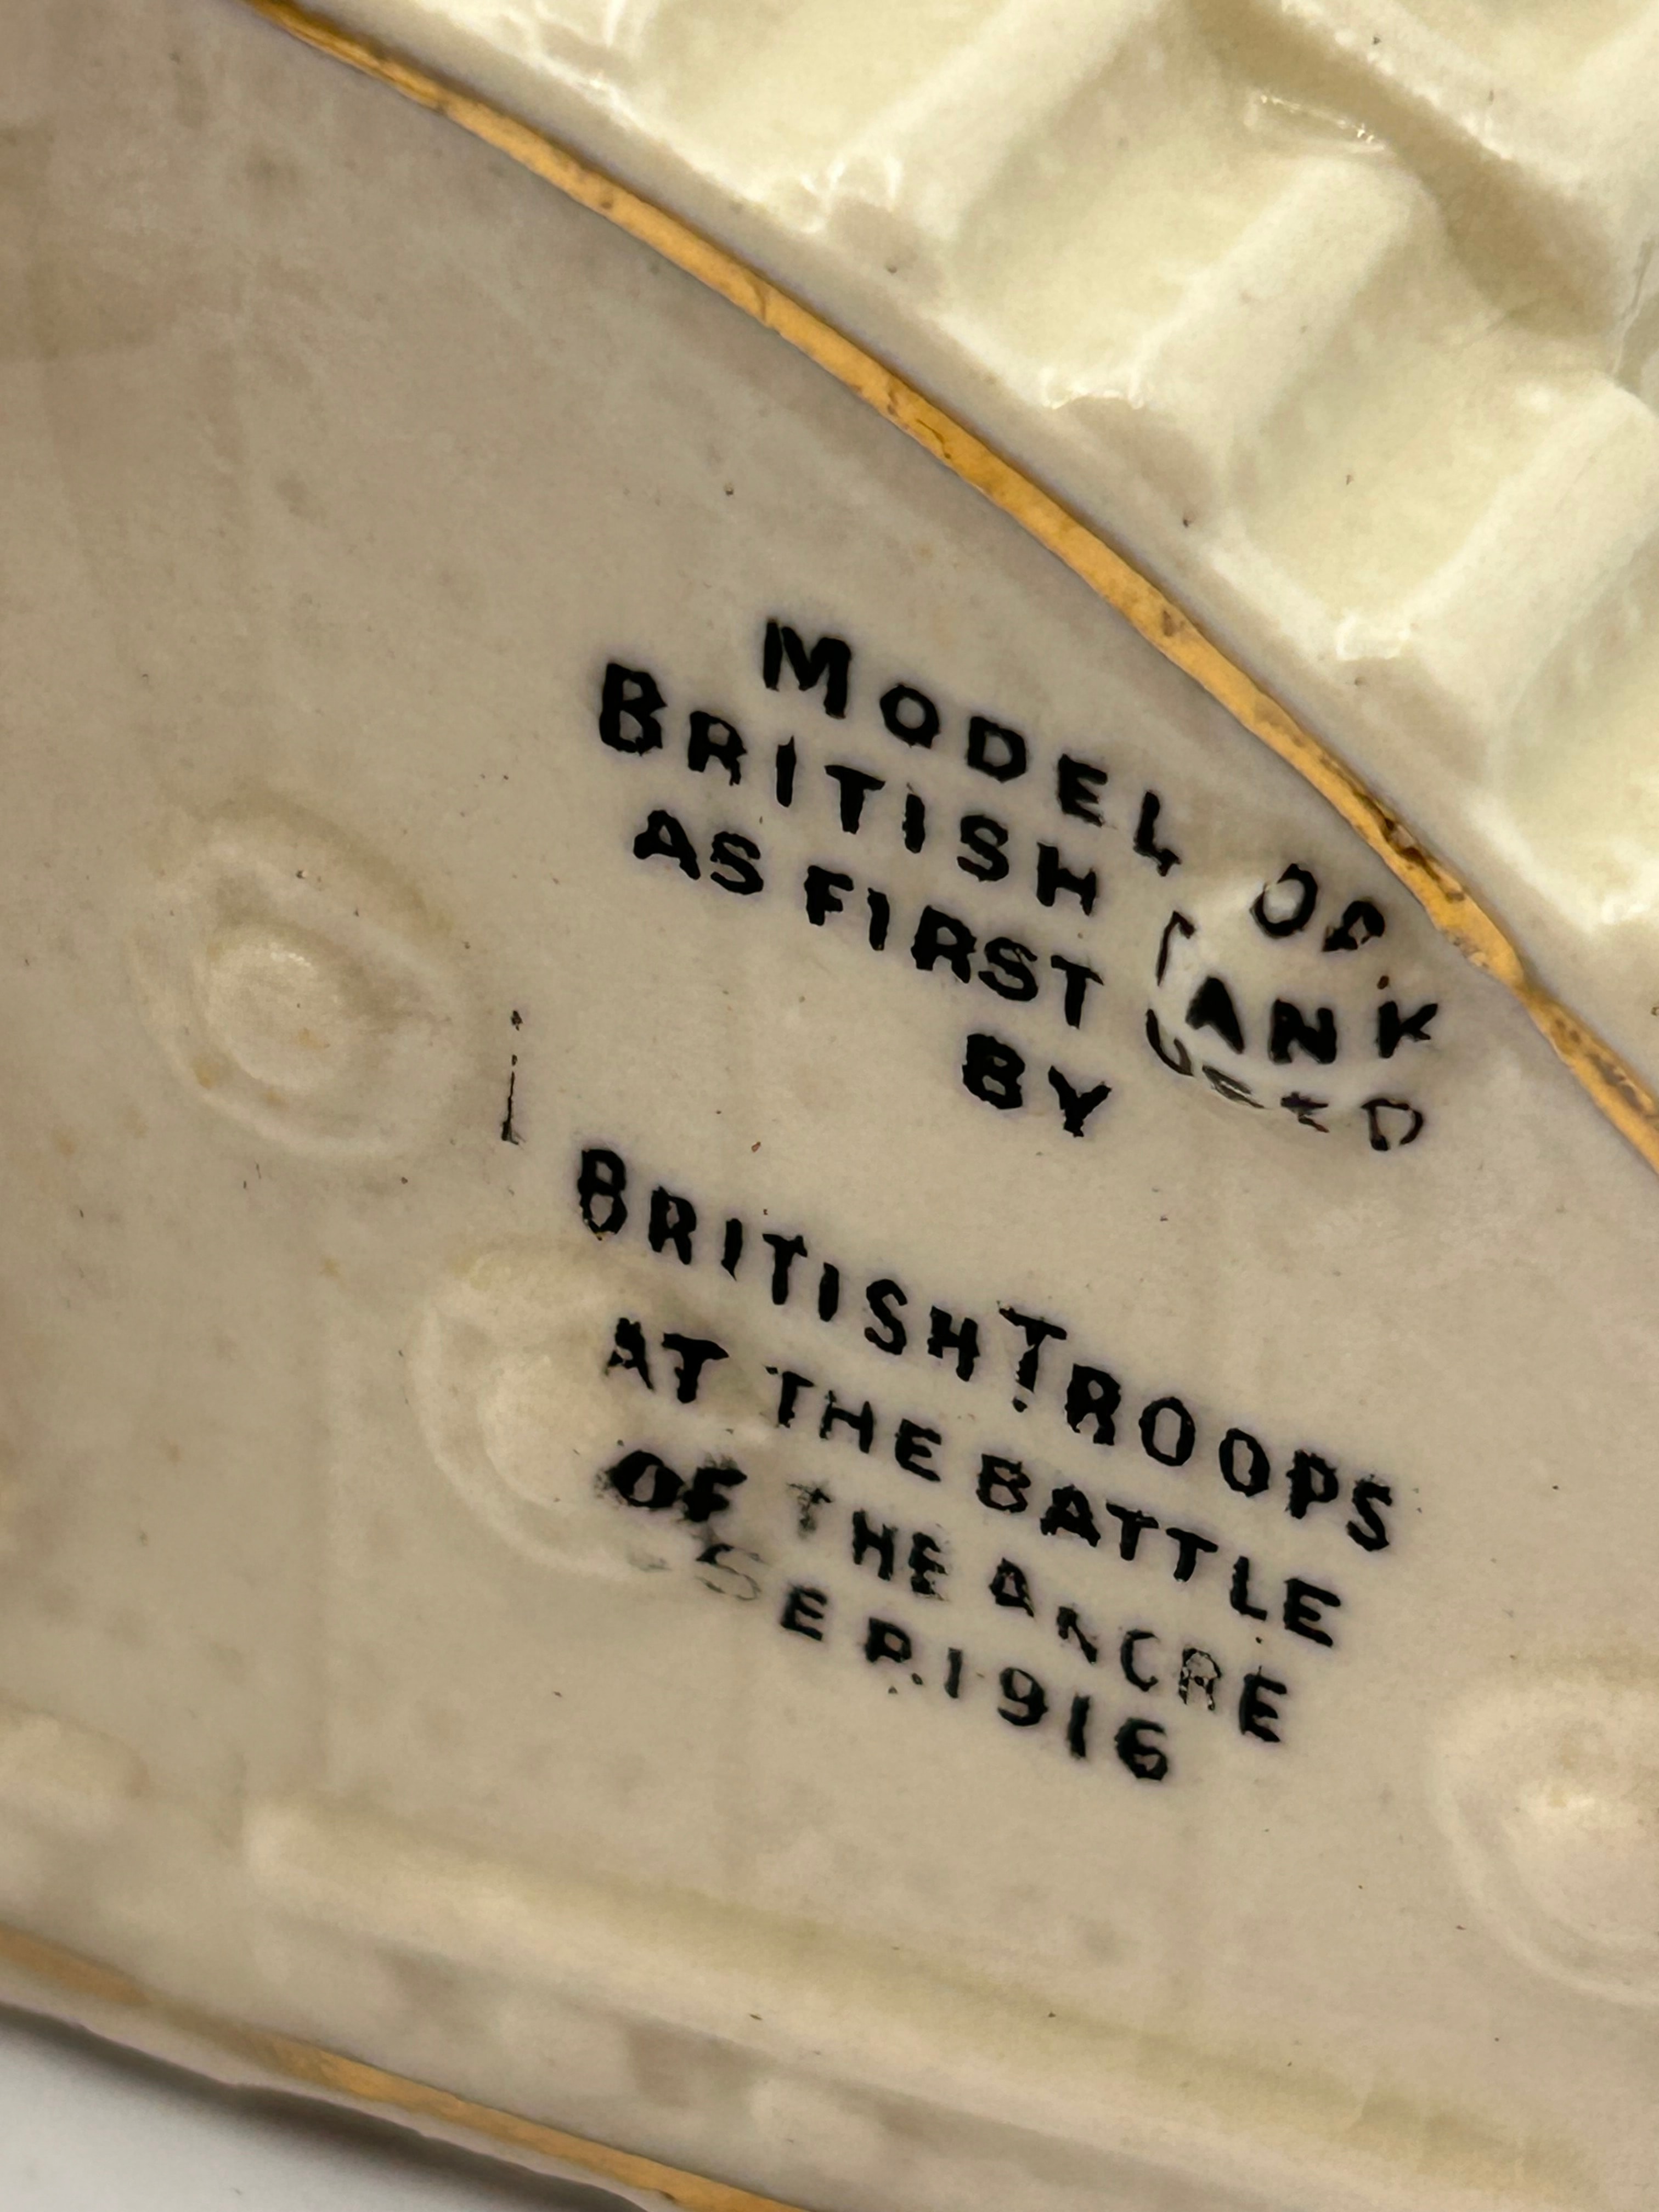 MODEL OF
BRITISH TANK
AS FIRST USED
BY
BRITISH TROOPS
AT THE BATTLE
OF THE ANCRE
SEP.1916